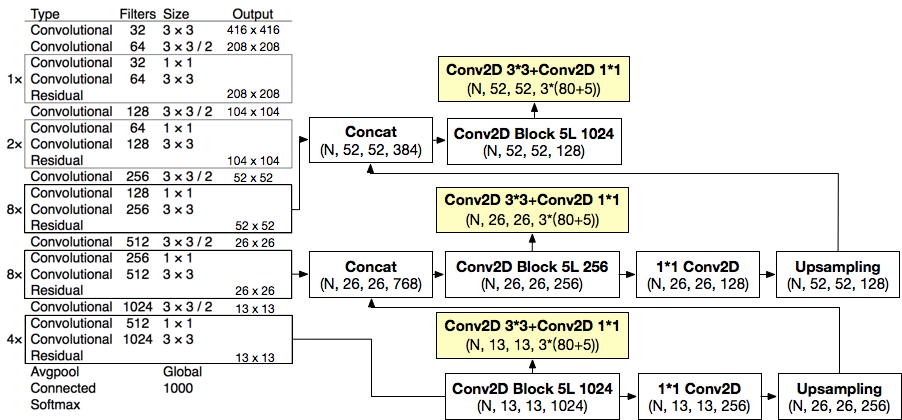 Type Filters Size Output
Convolutional 32 3 × 3 416 x 416
Convolutional 64 3 × 3 / 2 208 x 208
Convolutional 32 1 × 1
1× Convolutional 64 3 × 3
Residual 208 x 208
Convolutional 128 3 × 3 / 2 104 x 104
Convolutional 64 1 × 1
2× Convolutional 128 3 × 3
Residual 104 x 104
Convolutional 256 3 × 3 / 2 52 x 52
Convolutional 128 1 × 1
8× Convolutional 256 3 × 3
Residual 52 x 52
Convolutional 512 3 × 3 / 2 26 x 26
Convolutional 256 1 × 1
8× Convolutional 512 3 × 3
Residual 26 x 26
Convolutional 1024 3 × 3 / 2 13 x 13
Convolutional 512 1 × 1
4× Convolutional 1024 3 × 3
Residual 13 x 13
Avgpool Global
Connected 1000
Softmax
Conv2D 3*3+Conv2D 1*1
(N, 52, 52, 3*(80+5))
Concat
(N, 52, 52, 384)
Conv2D Block 5L 1024
(N, 52, 52, 128)
Conv2D 3*3+Conv2D 1*1
(N, 26, 26, 3*(80+5))
Concat
(N, 26, 26, 768)
Conv2D Block 5L 256
(N, 26, 26, 256)
1*1 Conv2D
(N, 26, 26, 128)
Upsampling
(N, 52, 52, 128)
Conv2D 3*3+Conv2D 1*1
(N, 13, 13, 3*(80+5))
Conv2D Block 5L 1024
(N, 13, 13, 1024)
1*1 Conv2D
(N, 13, 13, 256)
Upsampling
(N, 26, 26, 256)